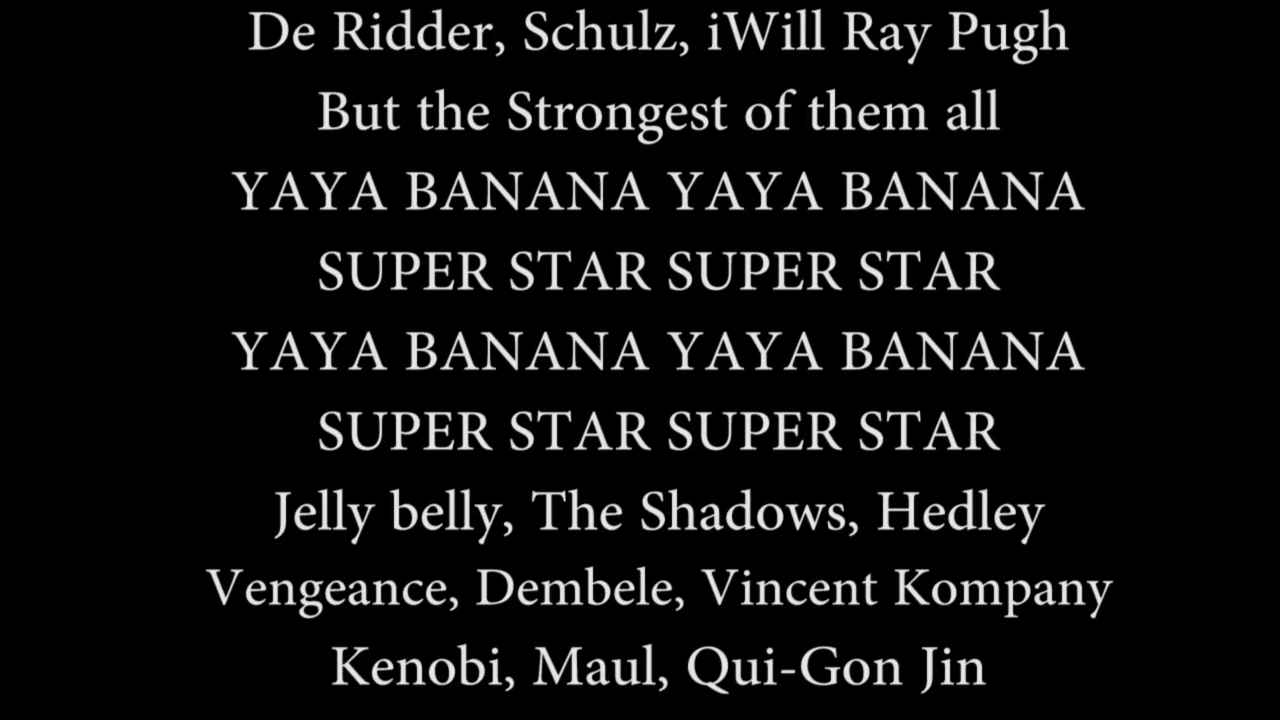 De Ridder, Schulz, iWill Ray Pugh
But the Strongest of them all
YAYA BANANA YAYA BANANA
SUPER STAR SUPER STAR
YAYA BANANA YAYA BANANA
SUPER STAR SUPER STAR
Jelly belly, The Shadows, Hedley
Vengeance, Dembele, Vincent Kompany
Kenobi, Maul, Qui-Gon Jin